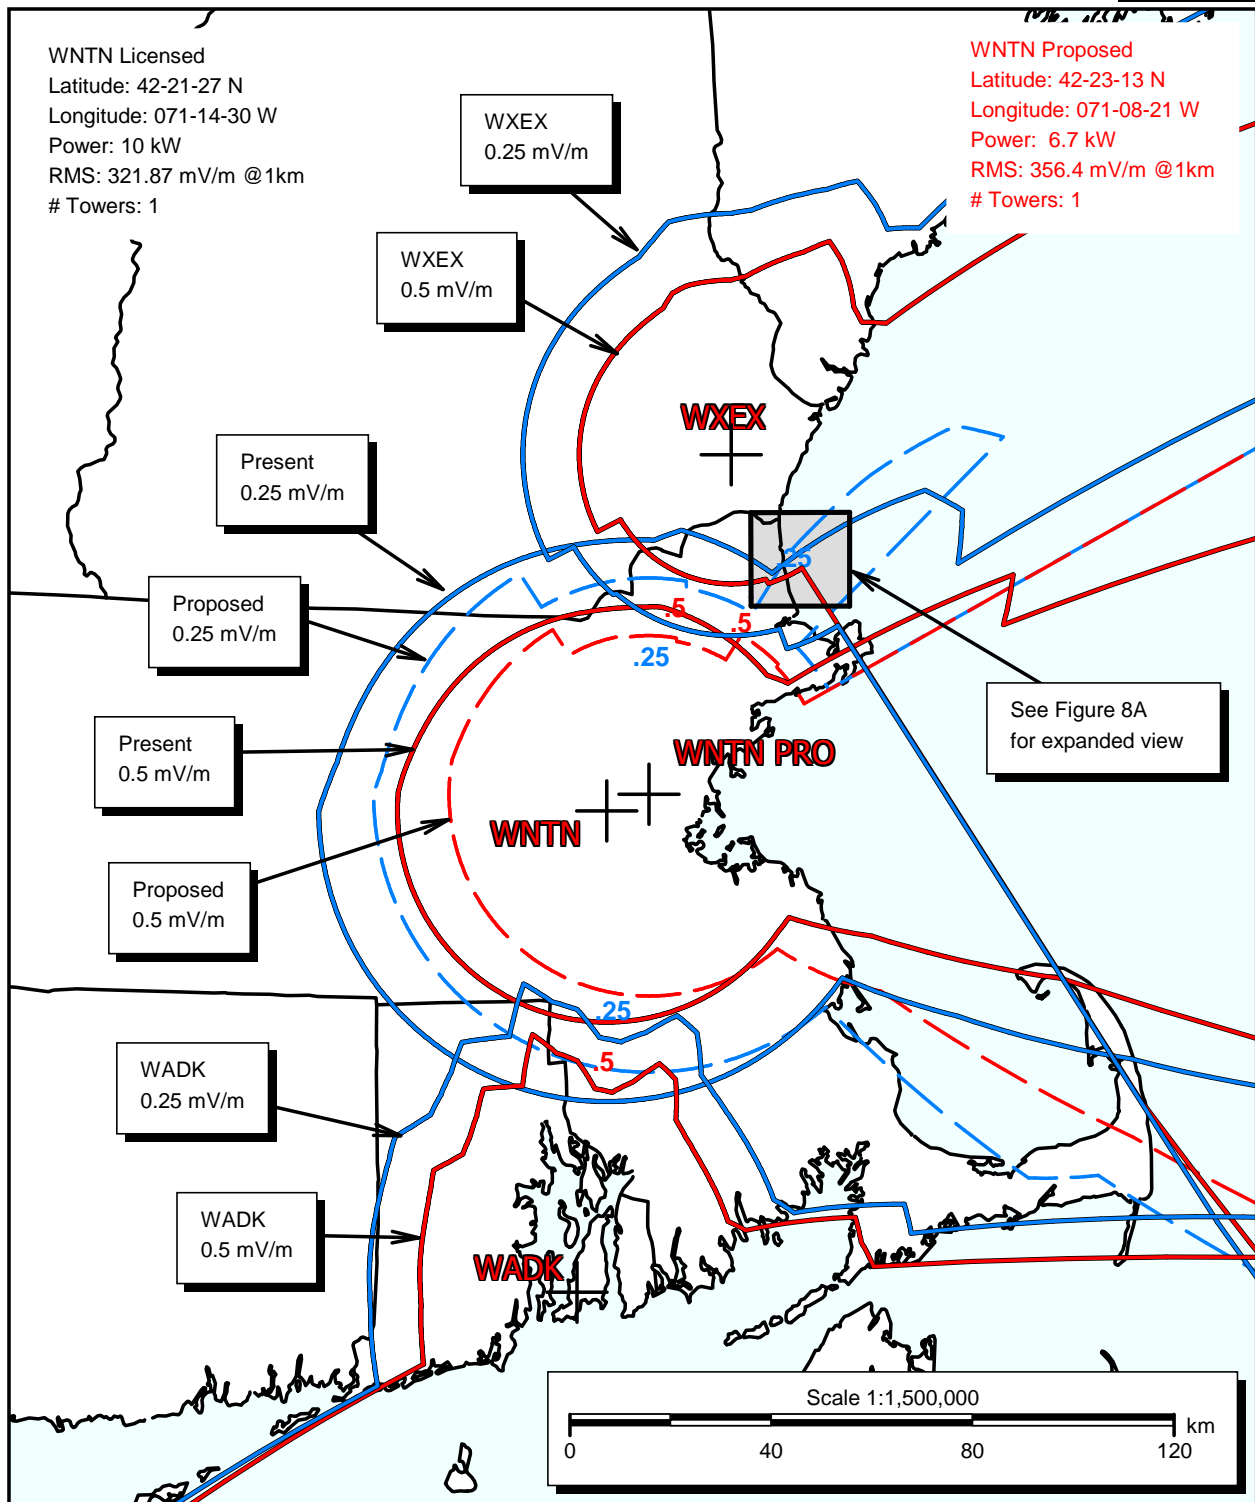 WNTN Licensed
Latitude: 42-21-27 N
Longitude: 071-14-30 W
Power: 10 kW
RMS: 321.87 mV/m @1km
# Towers: 1
WNTN Proposed
Latitude: 42-23-13 N
Longitude: 071-08-21 W
Power: 6.7 kW
RMS: 356.4 mV/m @1km
# Towers: 1
WXEX
0.25 mV/m
WXEX
0.5 mV/m
WXEX
Present
0.25 mV/m
.25
Proposed
0.25 mV/m
.5
.5
.25
See Figure 8A
for expanded view
Present
0.5 mV/m
WNTN PRO
WNTN
Proposed
0.5 mV/m
.25
.5
WADK
0.25 mV/m
WADK
0.5 mV/m
WADK
Scale 1:1,500,000
km
0 40 80 120